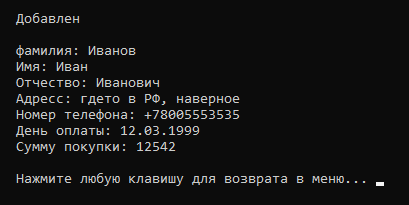 Добавлен
фамилия: Иванов
Имя: Иван
Отчество: Иванович
Адресс: гдето в РФ, наверное
Номер телефона: +78005553535
День оплаты: 12.03.1999
Сумму покупки: 12542
Нажмите любую клавишу для возврата в меню...